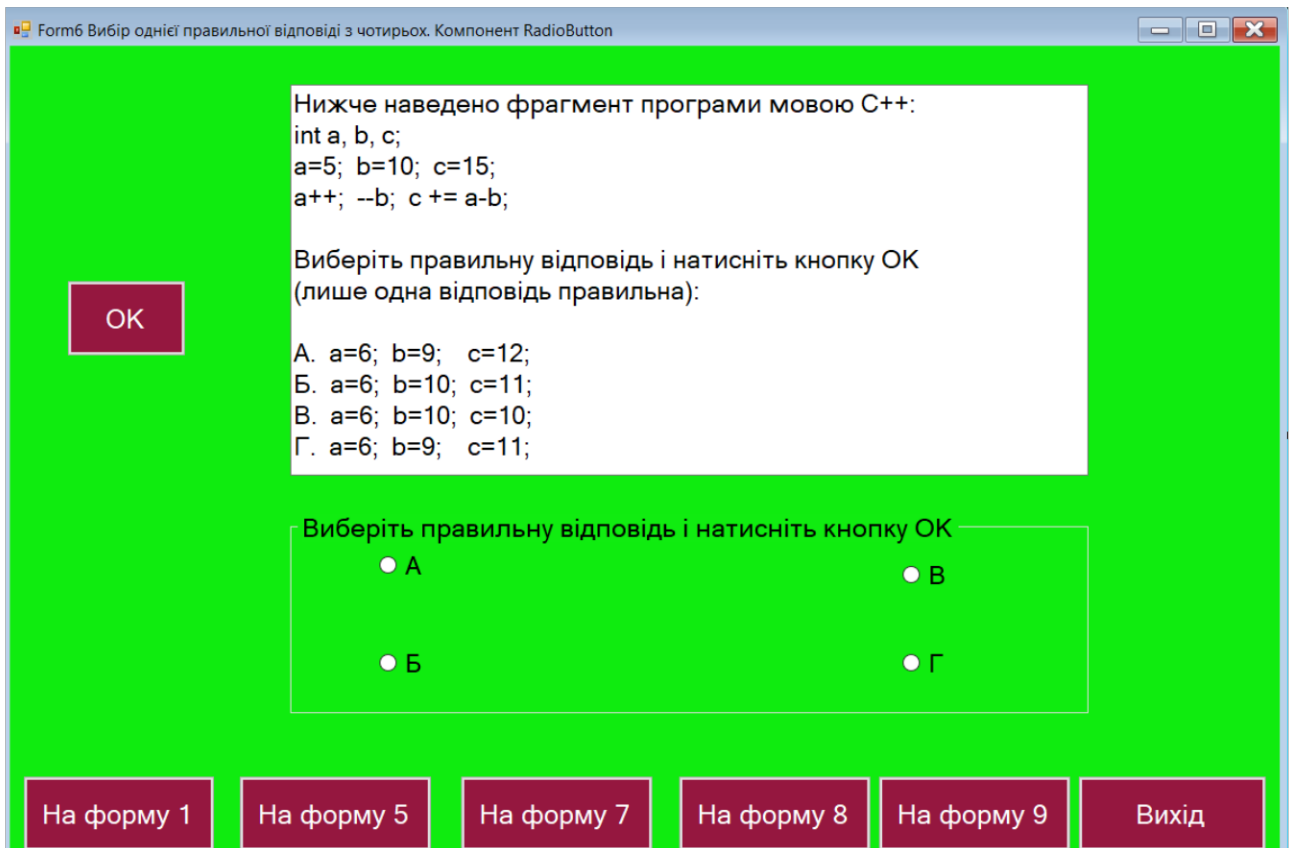 Form6 Вибір однієї правильної відповіді з чотирьох. Компонент RadioButton
Нижче наведено фрагмент програми мовою C++:
int a, b, c;
a=5;  b=10;  c=15;
a++;  --b;  c += a-b;
Виберіть правильну відповідь і натисніть кнопку ОК
(лише одна відповідь правильна):
А.  a=6;  b=9;    c=12;
Б.  a=6;  b=10;  c=11;
В.  a=6;  b=10;  c=10;
Г.  a=6;  b=9;    c=11;
ОК
Виберіть правильну відповідь і натисніть кнопку ОК
А
В
Б
Г
На форму 1
На форму 5
На форму 7
На форму 8
На форму 9
Вихід